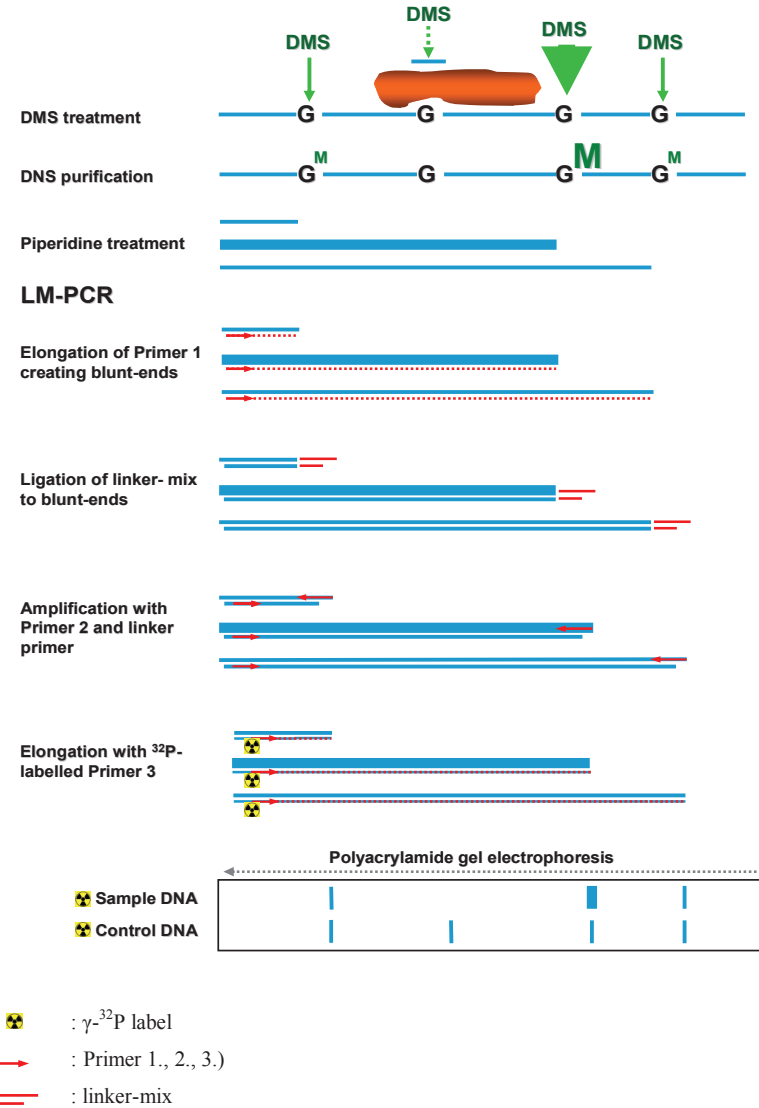 DMS
DMS
DMS
DMS
DMS treatment
G
G
G
G
DNS purification
G M
G
G M
G M
Piperidine treatment
LM-PCR
Elongation of Primer 1
creating blunt-ends
Ligation of linker- mix
to blunt-ends
Amplification with
Primer 2 and linker
primer
Elongation with ³²P-
labelled Primer 3
Polyacrylamide gel electrophoresis
Sample DNA
Control DNA
: γ-³²P label
: Primer 1., 2., 3.)
: linker-mix